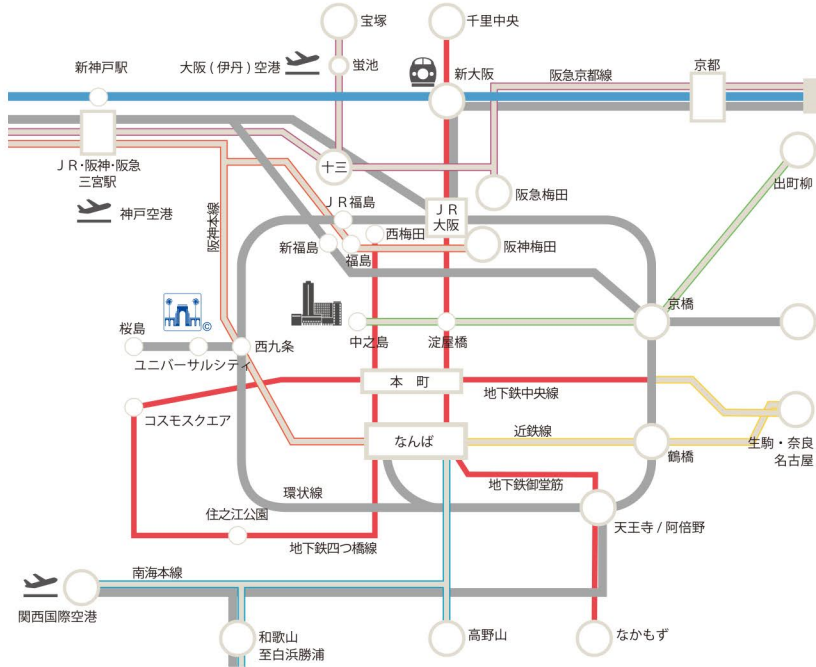 宝塚
千里中央
新神戸駅
大阪(伊丹)空港
蛍池
新大阪
阪急京都線
京都
ＪＲ・阪神・阪急
三宮駅
十三
出町柳
神戸空港
阪神本線
ＪＲ福島
ＪＲ
大阪
阪急梅田
西梅田
新福島
福島
阪神梅田
京橋
©
桜島
ユニバーサルシティ
西九条
中之島
淀屋橋
本町
地下鉄中央線
コスモスクエア
なんば
近鉄線
鶴橋
生駒・奈良
名古屋
環状線
地下鉄御堂筋
住之江公園
地下鉄四つ橋線
天王寺/阿倍野
南海本線
関西国際空港
和歌山
至白浜勝浦
高野山
なかもず